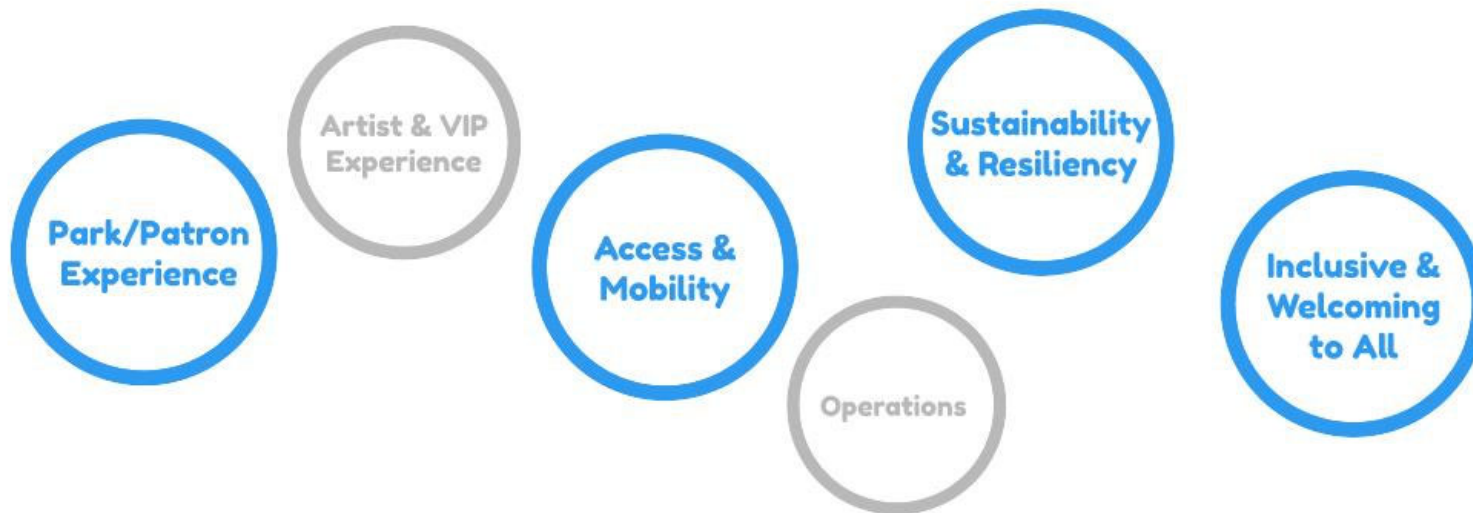 Park/Patron
Experience
Artist & VIP
Experience
Access &
Mobility
Operations
Sustainability
& Resiliency
Inclusive &
Welcoming
to All